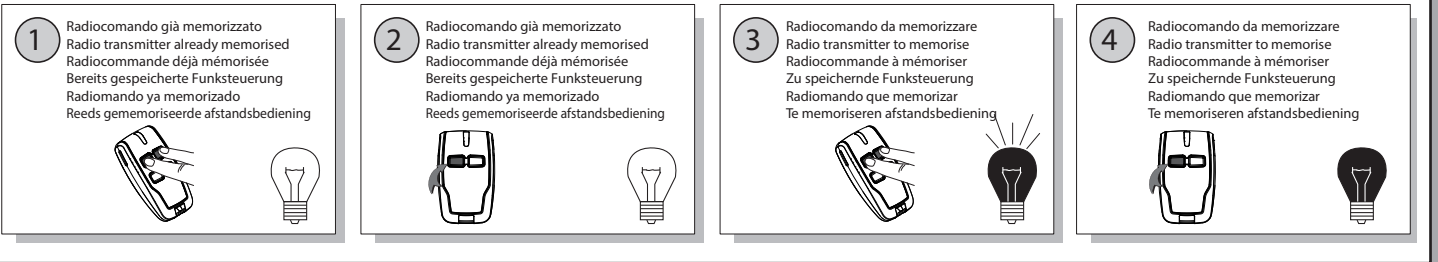 1
Radiocomando già memorizzato
Radio transmitter already memorised
Radiocommande déjà mémorisée
Bereits gespeicherte Funksteuerung
Radiomando ya memorizado
Reeds gememoriseerde afstandsbediening
2
Radiocomando già memorizzato
Radio transmitter already memorised
Radiocommande déjà mémorisée
Bereits gespeicherte Funksteuerung
Radiomando ya memorizado
Reeds gememoriseerde afstandsbediening
3
Radiocomando da memorizzare
Radio transmitter to memorise
Radiocommande à mémoriser
Zu speichernde Funksteuerung
Radiomando que memorizar
Te memoriseren afstandsbediening
4
Radiocomando da memorizzare
Radio transmitter to memorise
Radiocommande à mémoriser
Zu speichernde Funksteuerung
Radiomando que memorizar
Te memoriseren afstandsbediening